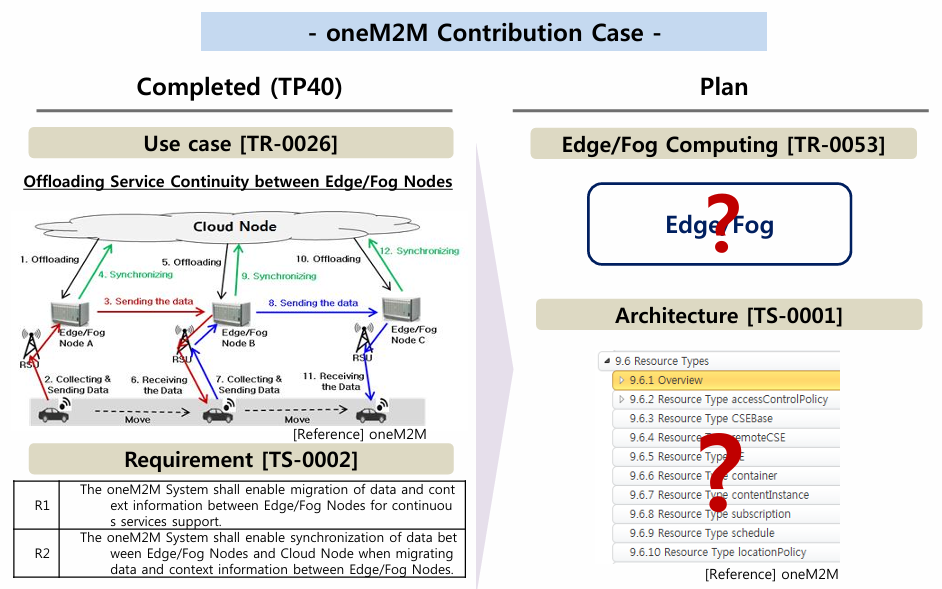 - oneM2M Contribution Case -
Completed (TP40)
Use case [TR-0026]
Offloading Service Continuity between Edge/Fog Nodes
Cloud Node
1. Offloading
4. Synchronizing
5. Offloading
9. Synchronizing
10. Offloading
12. Synchronizing
3. Sending the data
8. Sending the data
Edge/Fog
Node A
Edge/Fog
Node B
Edge/Fog
Node C
RSU
RSU
RSU
2. Collecting &
Sending Data
6. Receiving
the Data
7. Collecting &
Sending Data
11. Receiving
the Data
Move
Move
[Reference] oneM2M
Requirement [TS-0002]
R1
The oneM2M System shall enable migration of data and cont
ext information between Edge/Fog Nodes for continuou
s services support.
R2
The oneM2M System shall enable synchronization of data bet
ween Edge/Fog Nodes and Cloud Node when migrating
data and context information between Edge/Fog Nodes.
Plan
Edge/Fog Computing [TR-0053]
Edge/Fog
?
Architecture [TS-0001]
9.6 Resource Types
9.6.1 Overview
9.6.2 Resource Type accessControlPolicy
9.6.3 Resource Type CSEBase
9.6.4 Resource Type remoteCSE
9.6.5 Resource Type AE
9.6.6 Resource Type container
9.6.7 Resource Type contentInstance
9.6.8 Resource Type subscription
9.6.9 Resource Type schedule
9.6.10 Resource Type locationPolicy
?
[Reference] oneM2M